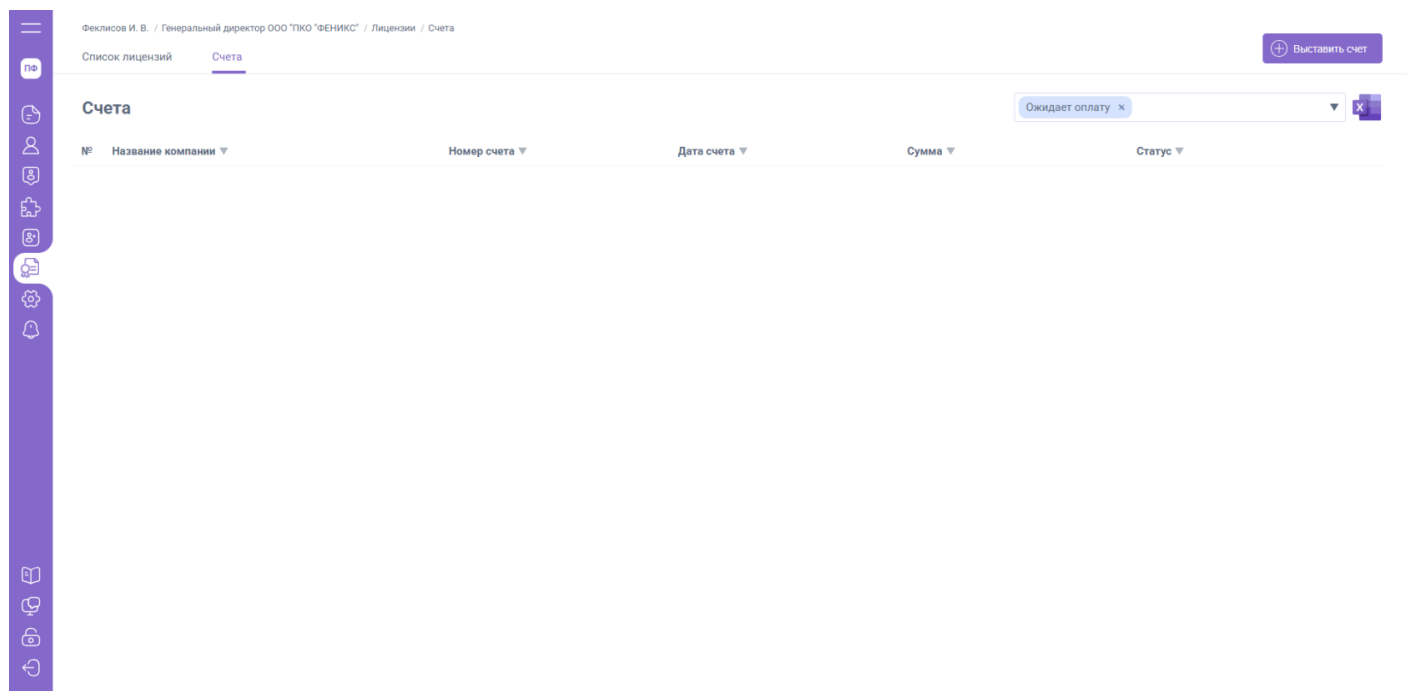 Феклисов И. В. / Генеральный директор ООО "ПКО "ФЕНИКС" / Лицензии / Счета
Список лицензий Счета
Выставить счет
ПФ
Счета
Ожидает оплату ×
X
№ Название компании Номер счета Дата счета Сумма Статус